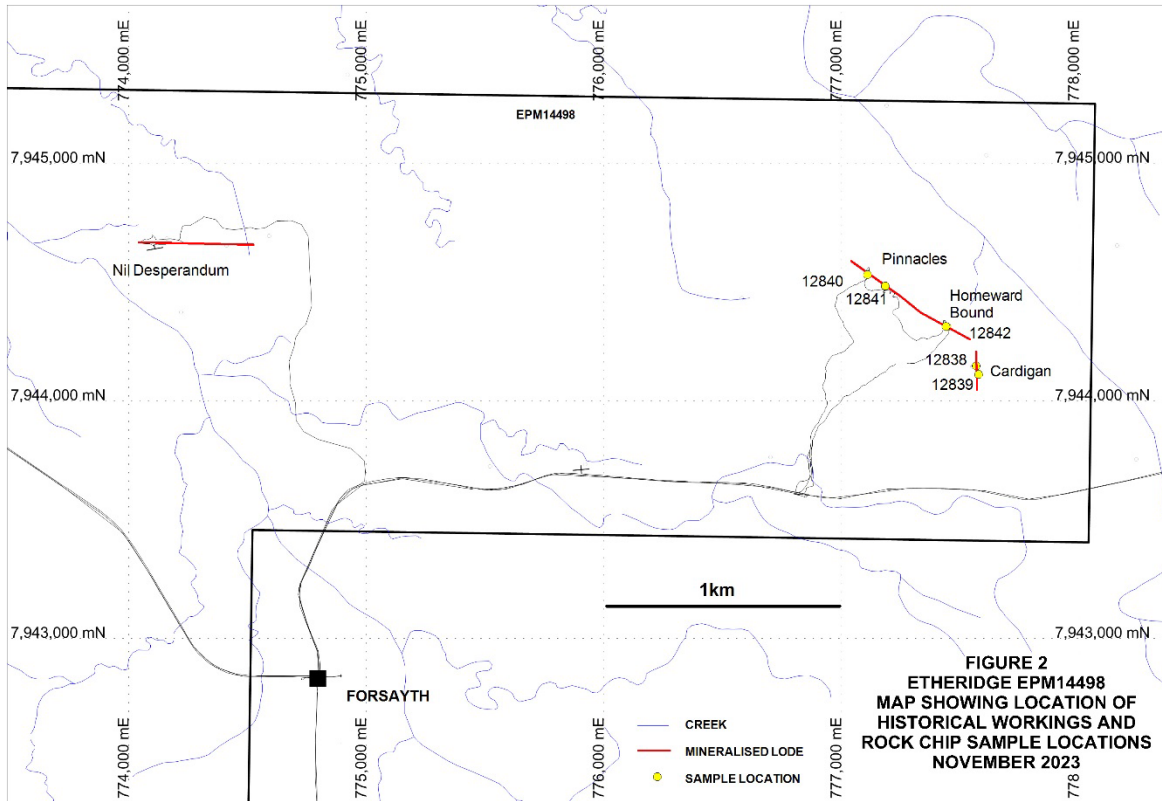 774,000 mE
775,000 mE
776,000 mE
777,000 mE
778,000 mE
EPM14498
7,945,000 mN
7,945,000 mN
Nil Desperandum
Pinnacles
12840
12841
Homeward
Bound
12842
12838
Cardigan
12839
7,944,000 mN
7,944,000 mN
1km
7,943,000 mN
7,943,000 mN
FORSAYTH
CREEK
MINERALISED LODE
SAMPLE LOCATION
FIGURE 2
ETHERIDGE EPM14498
MAP SHOWING LOCATION OF
HISTORICAL WORKINGS AND
ROCK CHIP SAMPLE LOCATIONS
NOVEMBER 2023
774,000 mE
775,000 mE
776,000 mE
777,000 mE
778